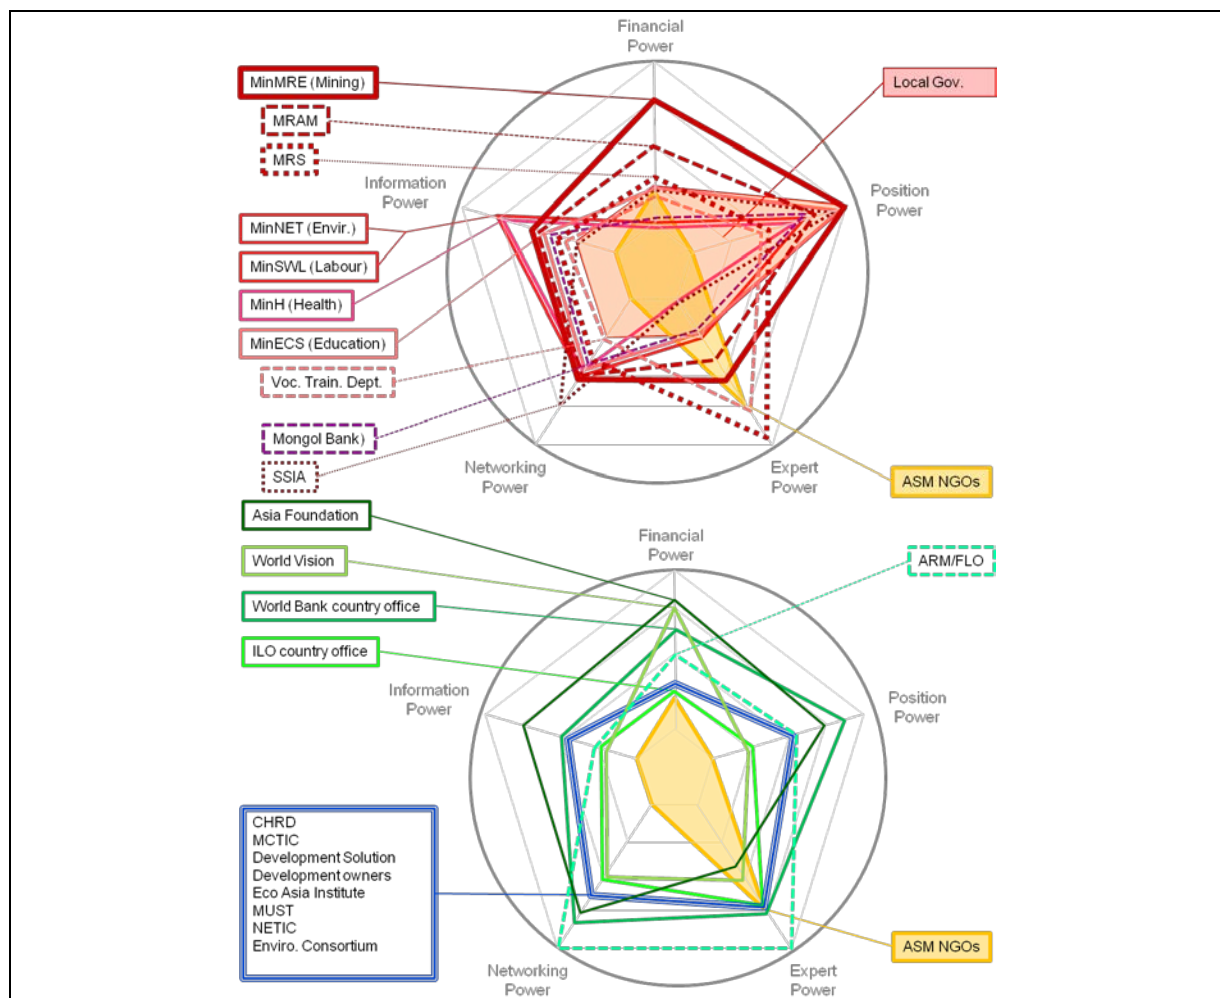 Financial
Power
MinMRE (Mining)
Local Gov.
MRAM
MRS
Information
Power
Position
Power
MinNET (Envir.)
MinSWL (Labour)
MinH (Health)
MinECS (Education)
Voc. Train. Dept.
Mongol Bank)
SSIA
Networking
Power
Expert
Power
ASM NGOs
Asia Foundation
Financial
Power
World Vision
ARM/FLO
World Bank country office
ILO country office
Information
Power
Position
Power
CHRD
MCTIC
Development Solution
Development owners
Eco Asia Institute
MUST
NETIC
Enviro. Consortium
ASM NGOs
Networking
Power
Expert
Power